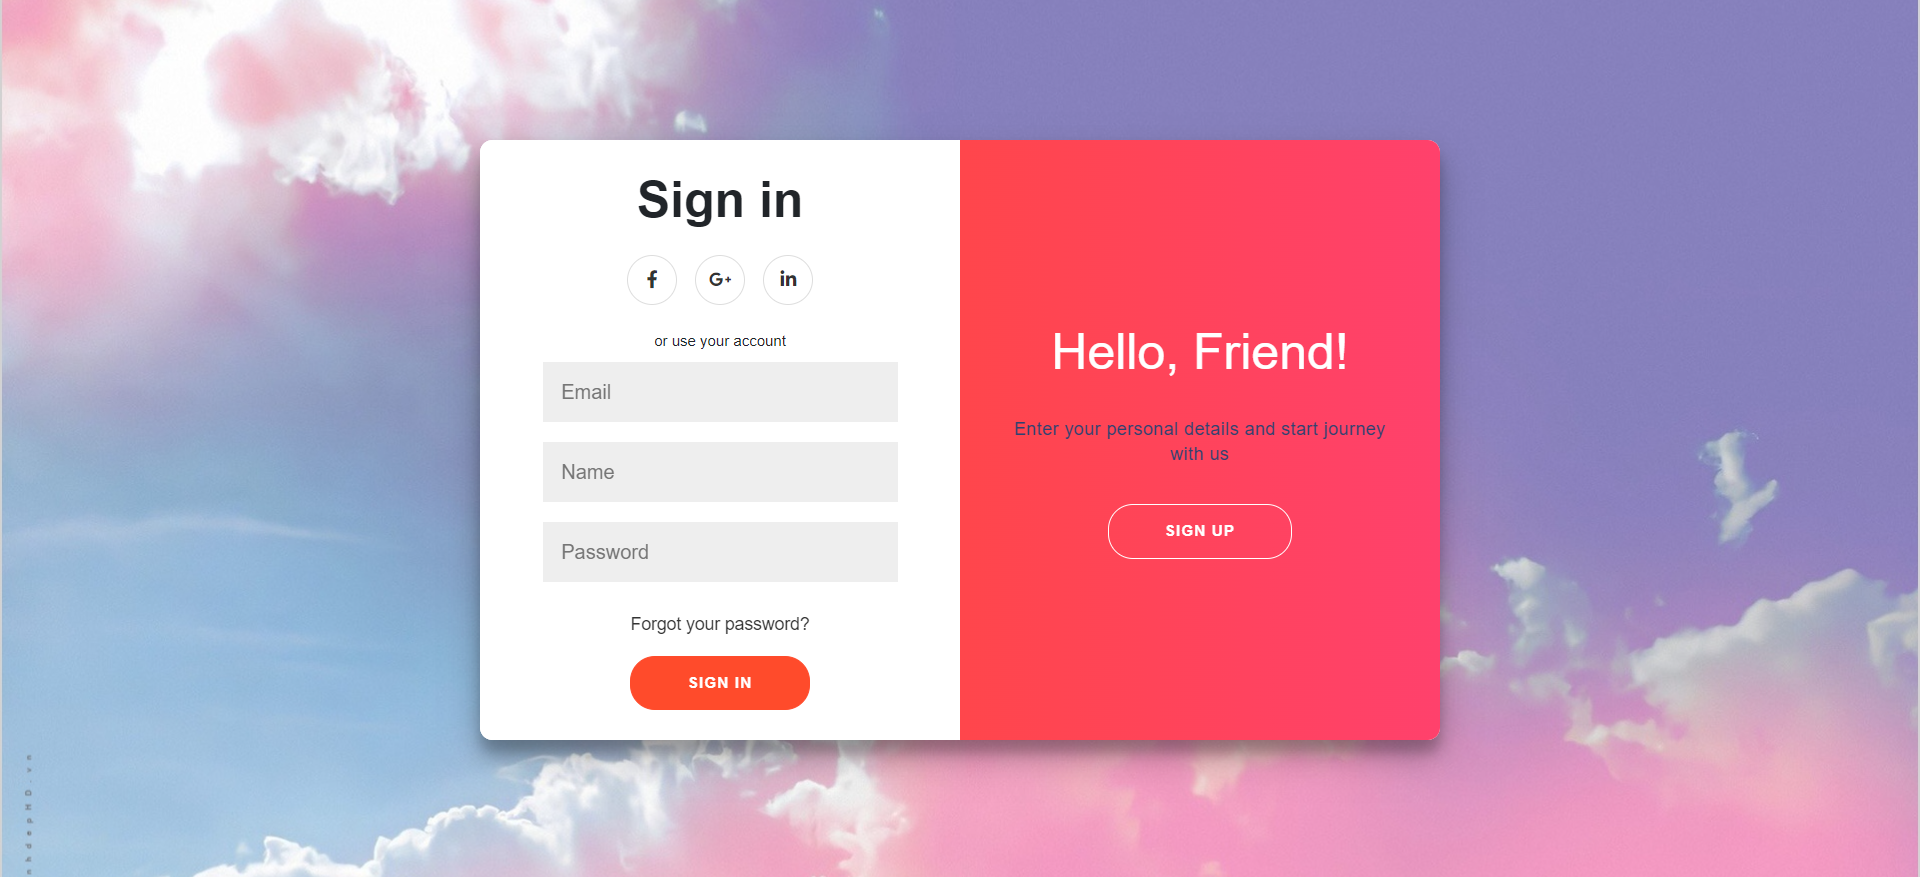 Sign in
f
G+
in
or use your account
Email
Name
Password
Forgot your password?
SIGN IN
Hello, Friend!
Enter your personal details and start journey
with us
SIGN UP